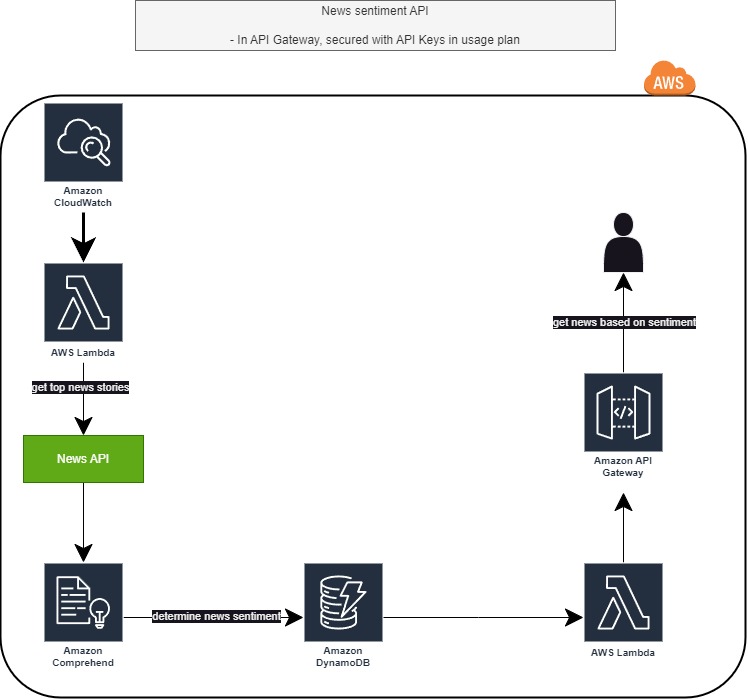 News sentiment API
- In API Gateway, secured with API Keys in usage plan
AWS
Amazon
CloudWatch
AWS Lambda
get top news stories
News API
Amazon
Comprehend
determine news sentiment
Amazon
DynamoDB
AWS Lambda
Amazon API
Gateway
</>
get news based on sentiment